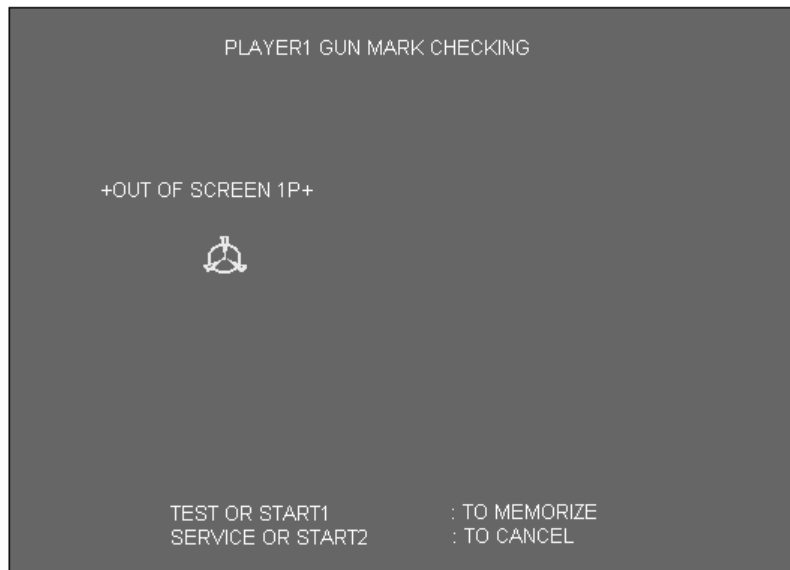 PLAYER1 GUN MARK CHECKING
+OUT OF SCREEN 1P+
TEST OR START1 : TO MEMORIZE
SERVICE OR START2 : TO CANCEL